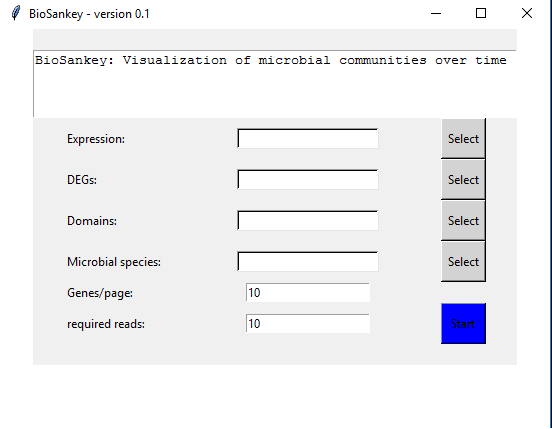 BioSankey - version 0.1
BioSankey: Visualization of microbial communities over time
Expression: Select
DEGs: Select
Domains: Select
Microbial species: Select
Genes/page: 10
required reads: 10 Start